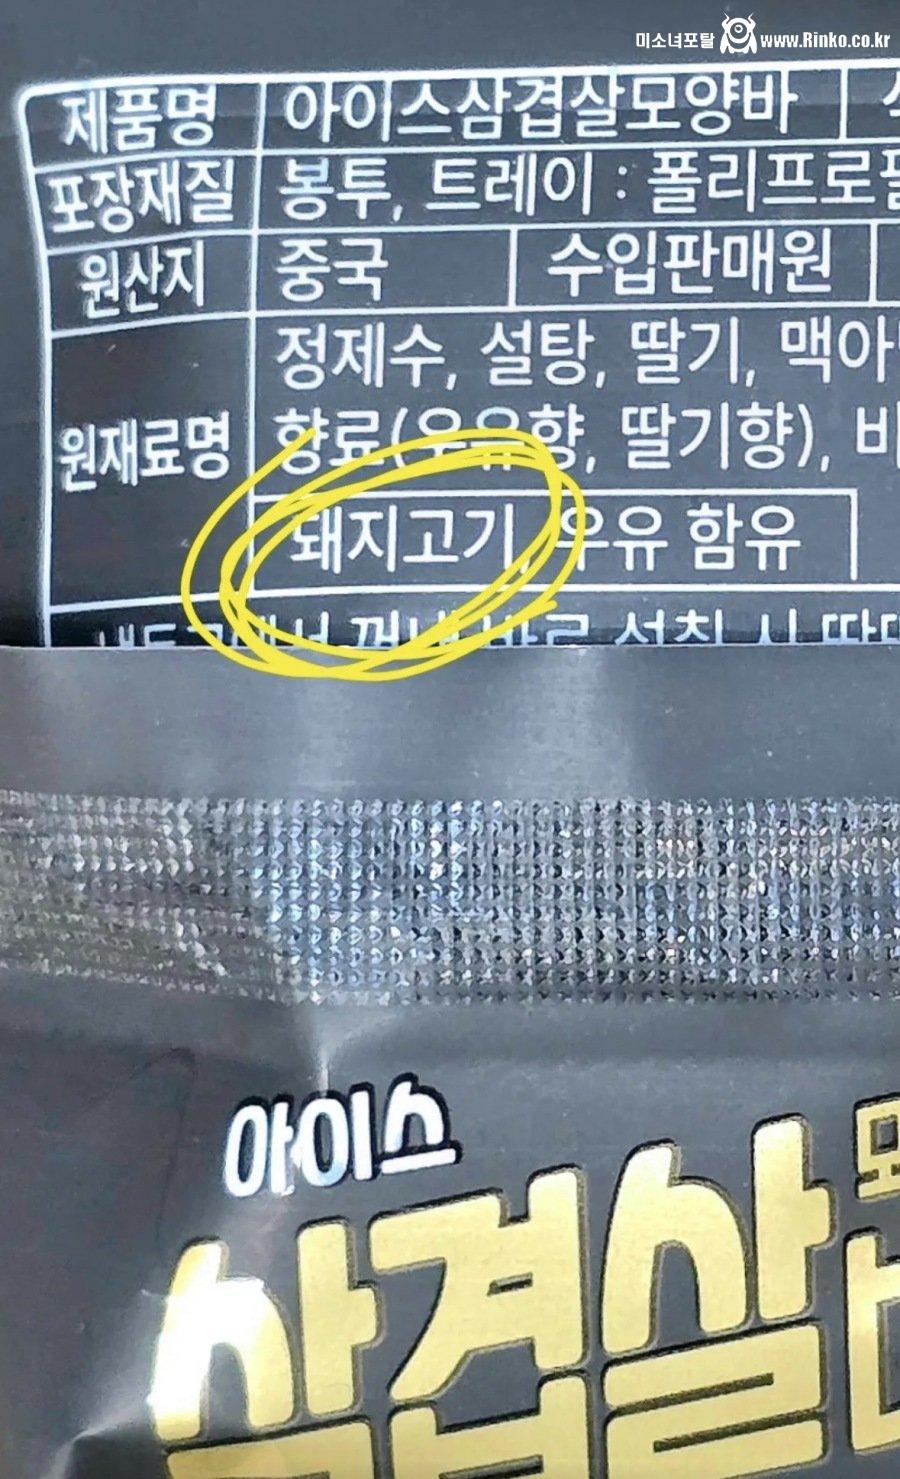 미소녀포탈 www.Rinko.co.kr
제품명 아이스삼겹살모양바
포장재질 봉투, 트레이 : 폴리프로필
원산지 중국 수입판매원
정제수, 설탕, 딸기, 맥아
원재료명 향료(우유향, 딸기향),
돼지고기, 우유 함유
아이스
삼겹살